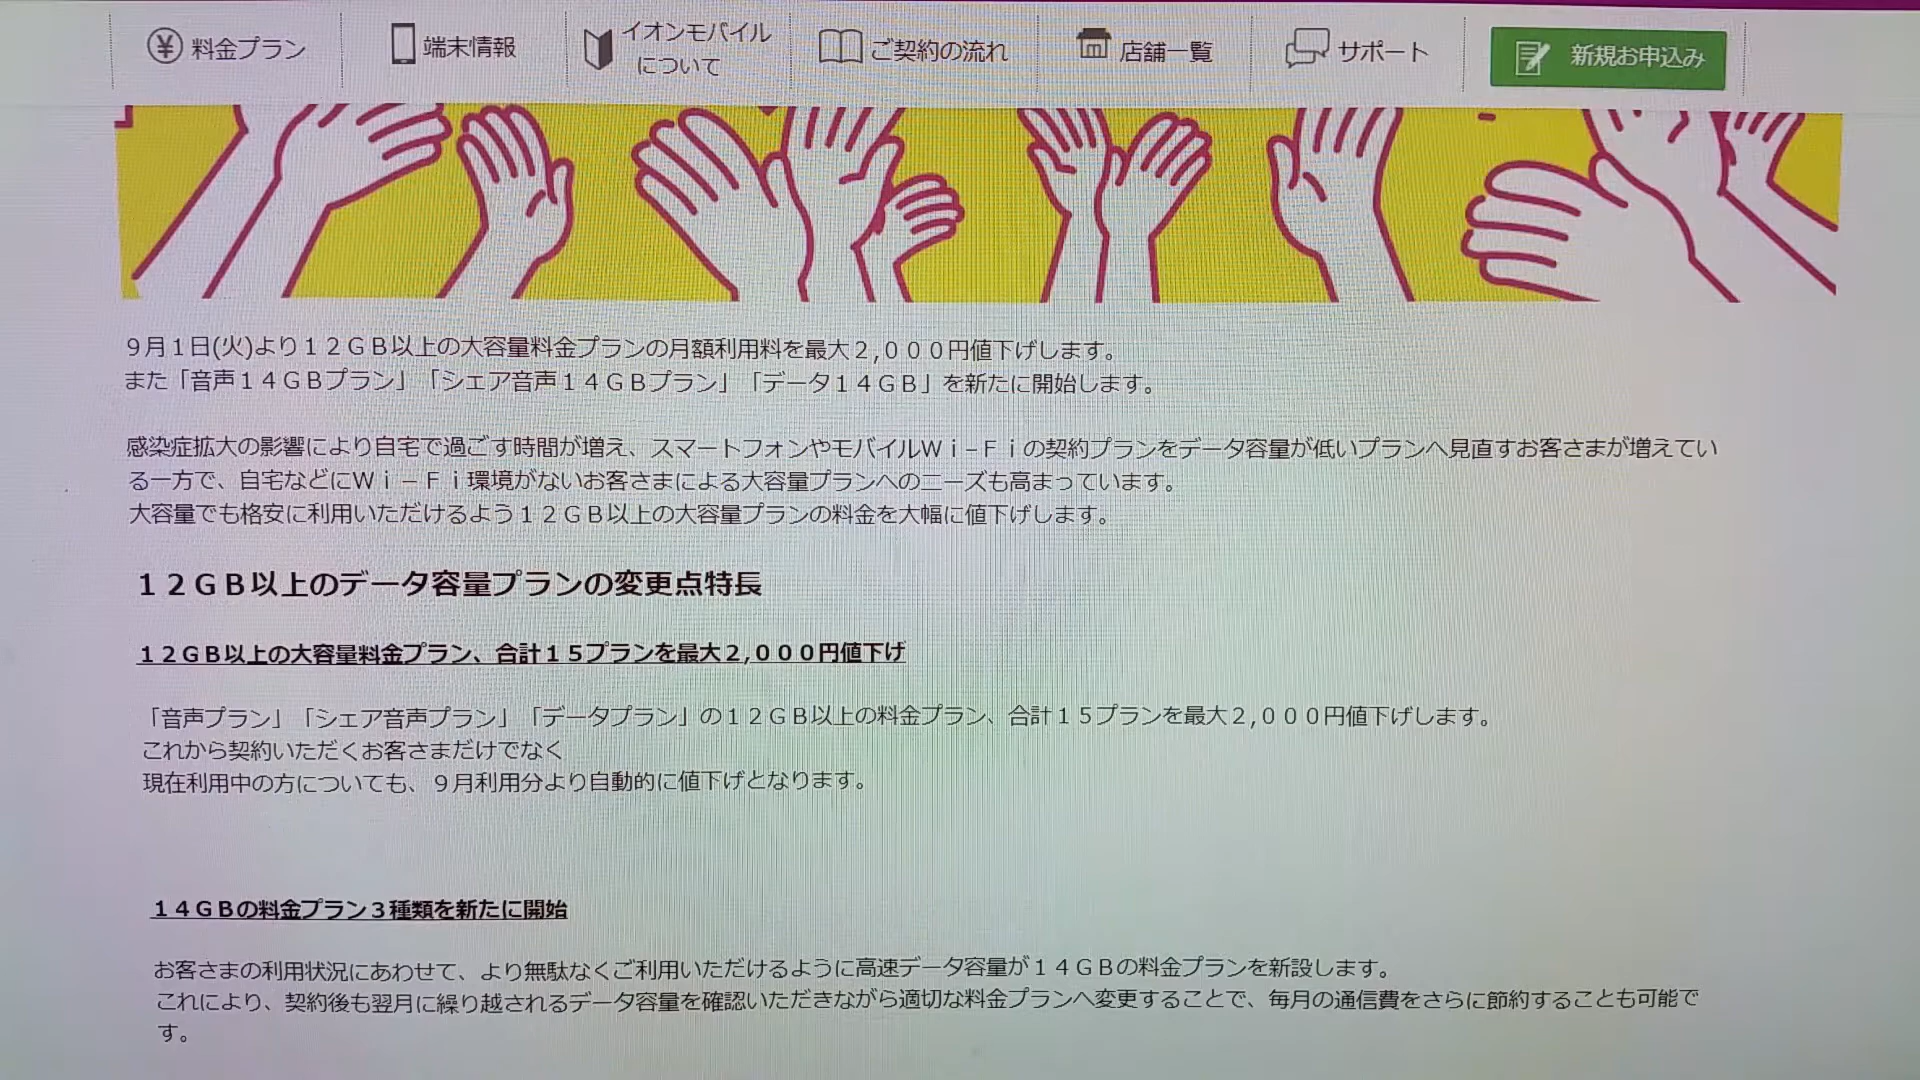 料金プラン
端末情報
イオンモバイル
について
ご契約の流れ
店舗一覧
サポート
新規お申込み
９月１日(火)より１２ＧＢ以上の大容量料金プランの月額利用料を最大２,０００円値下げします。
また「音声１４ＧＢプラン」「シェア音声１４ＧＢプラン」「データ１４ＧＢ」を新たに開始します。
感染症拡大の影響により自宅で過ごす時間が増え、スマートフォンやモバイルＷｉ−Ｆｉの契約プランをデータ容量が低いプランへ見直すお客さまが増えてい
る一方で、自宅などにＷｉ−Ｆｉ環境がないお客さまによる大容量プランへのニーズも高まっています。
大容量でも格安に利用いただけるよう１２ＧＢ以上の大容量プランの料金を大幅に値下げします。
１２ＧＢ以上のデータ容量プランの変更点特長
１２ＧＢ以上の大容量料金プラン、合計１５プランを最大２,０００円値下げ
「音声プラン」「シェア音声プラン」「データプラン」の１２ＧＢ以上の料金プラン、合計１５プランを最大２,０００円値下げします。
これから契約いただくお客さまだけでなく
現在利用中の方についても、９月利用分より自動的に値下げとなります。
１４ＧＢの料金プラン３種類を新たに開始
お客さまの利用状況にあわせて、より無駄なくご利用いただけるように高速データ容量が１４ＧＢの料金プランを新設します。
これにより、契約後も翌月に繰り越されるデータ容量を確認いただきながら適切な料金プランへ変更することで、毎月の通信費をさらに節約することも可能で
す。